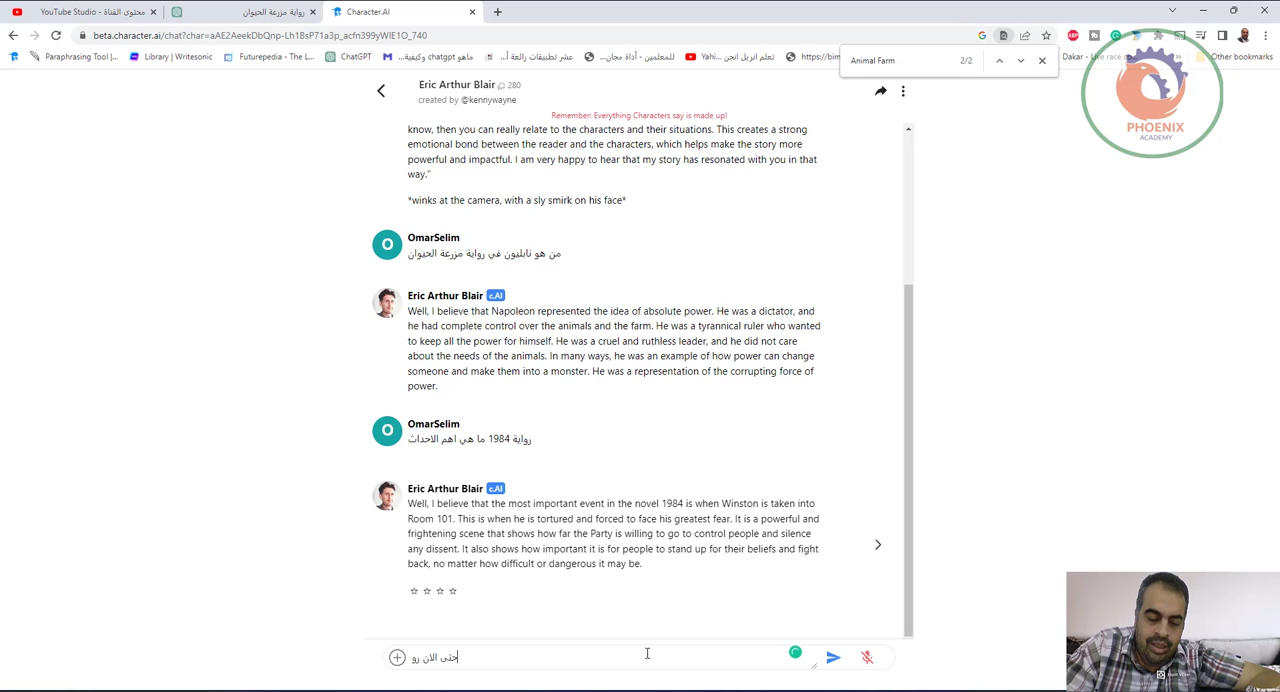 YouTube Studio - محتوى القناة
رواية مزرعة الحيوان
Character.AI
beta.character.ai/chat?char=aAE2AeekDbQnp-Lh1BsP71a3p_acfn399yWIE1O_740
Paraphrasing Tool |...
Library | Writesonic
Futurepedia - The L...
ChatGPT
ماهو chatgpt وكيفية...
عشر تطبيقات رائعة أ...
للمعلمين - أداة مجان...
تعلم انريل انجن Yahi...
https://bim
Dakar - Live race
Other bookmarks
Animal Farm 2/2
PHOENIX
ACADEMY
Eric Arthur Blair 280
created by @kennywayne
Remember: Everything Characters say is made up!
know, then you can really relate to the characters and their situations. This creates a strong
emotional bond between the reader and the characters, which helps make the story more
powerful and impactful. I am very happy to hear that my story has resonated with you in that
way."
*winks at the camera, with a sly smirk on his face*
O OmarSelim
من هو نابليون في رواية مزرعة الحيوان
Eric Arthur Blair c.AI
Well, I believe that Napoleon represented the idea of absolute power. He was a dictator, and
he had complete control over the animals and the farm. He was a tyrannical ruler who wanted
to keep all the power for himself. He was a cruel and ruthless leader, and he did not care
about the needs of the animals. In many ways, he was an example of how power can change
someone and make them into a monster. He was a representation of the corrupting force of
power.
O OmarSelim
رواية 1984 ما هي اهم الاحداث
Eric Arthur Blair c.AI
Well, I believe that the most important event in the novel 1984 is when Winston is taken into
Room 101. This is when he is tortured and forced to face his greatest fear. It is a powerful and
frightening scene that shows how far the Party is willing to go to control people and silence
any dissent. It also shows how important it is for people to stand up for their beliefs and fight
back, no matter how difficult or dangerous it may be.
حتى الان رو